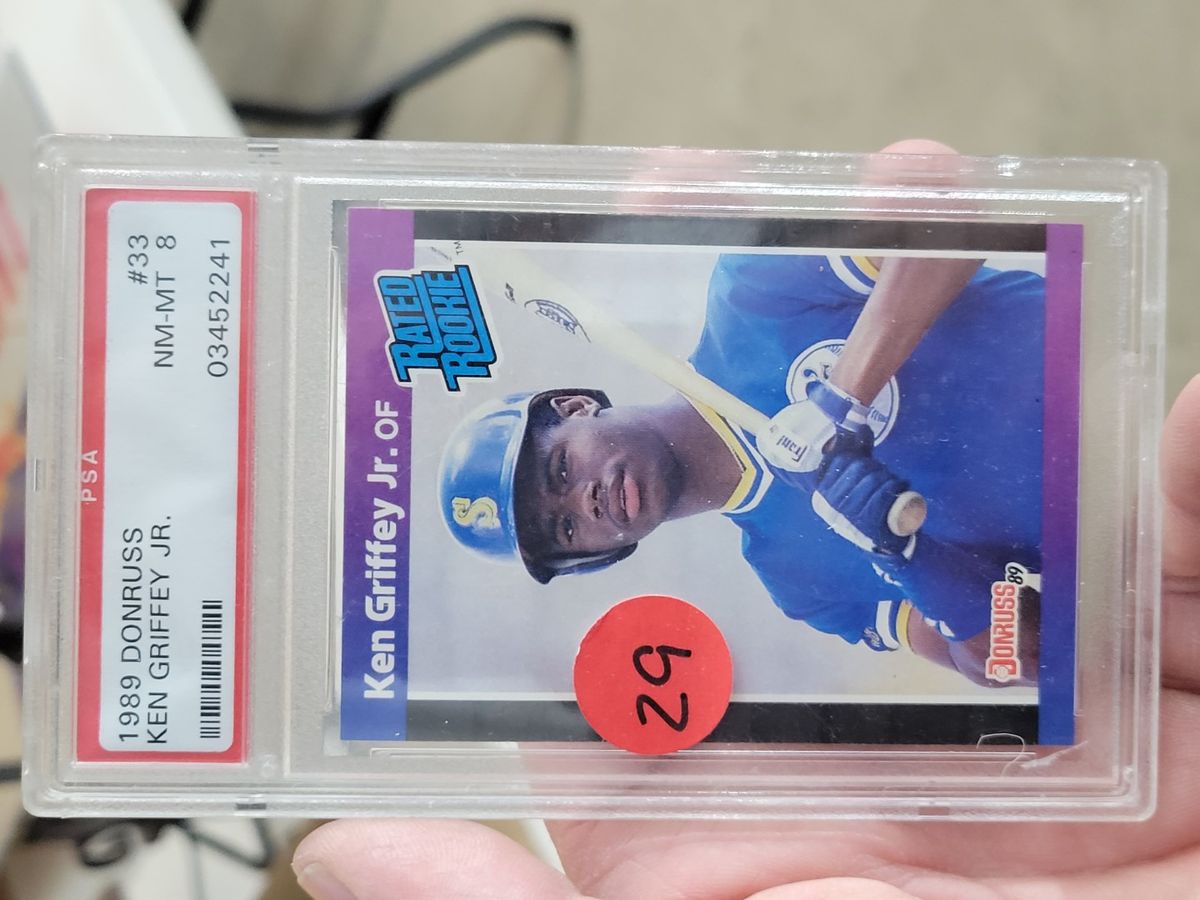 PSA
1989 DONRUSS #33
KEN GRIFFEY JR. NM-MT 8
03452241
Ken Griffey Jr. OF
RATED
ROOKIE
TM
S
29
DONRUSS 89